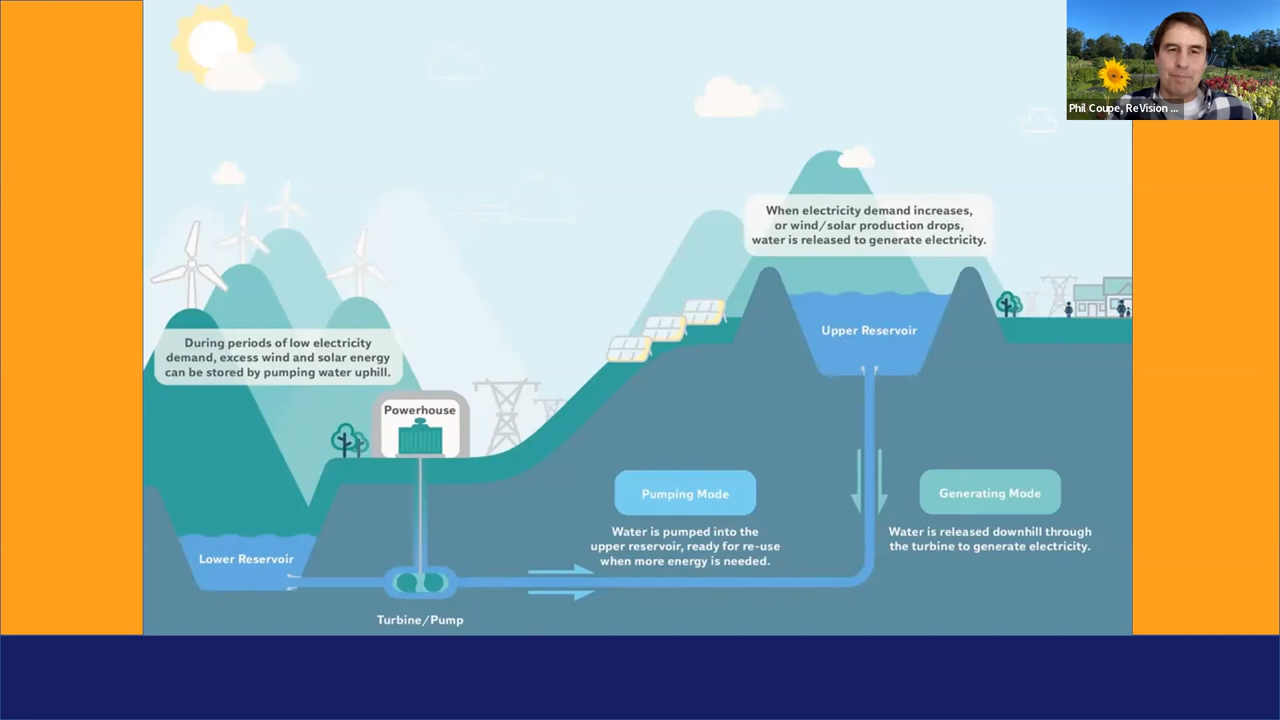 Phil Coupe, ReVision ...
When electricity demand increases,
or wind/solar production drops,
water is released to generate electricity.
During periods of low electricity
demand, excess wind and solar energy
can be stored by pumping water uphill.
Upper Reservoir
Powerhouse
Pumping Mode
Water is pumped into the
upper reservoir, ready for re-use
when more energy is needed.
Generating Mode
Water is released downhill through
the turbine to generate electricity.
Lower Reservoir
Turbine/Pump